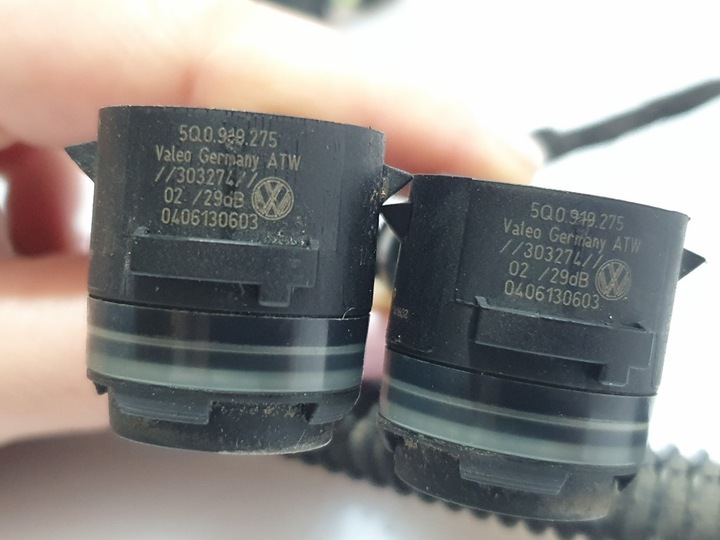 5Q0.919.275
Valeo Germany ATW
//303274//
02 /29dB
0406130603
5Q0.919.275
Valeo Germany ATW
//303274//
02 /29dB
0406130603